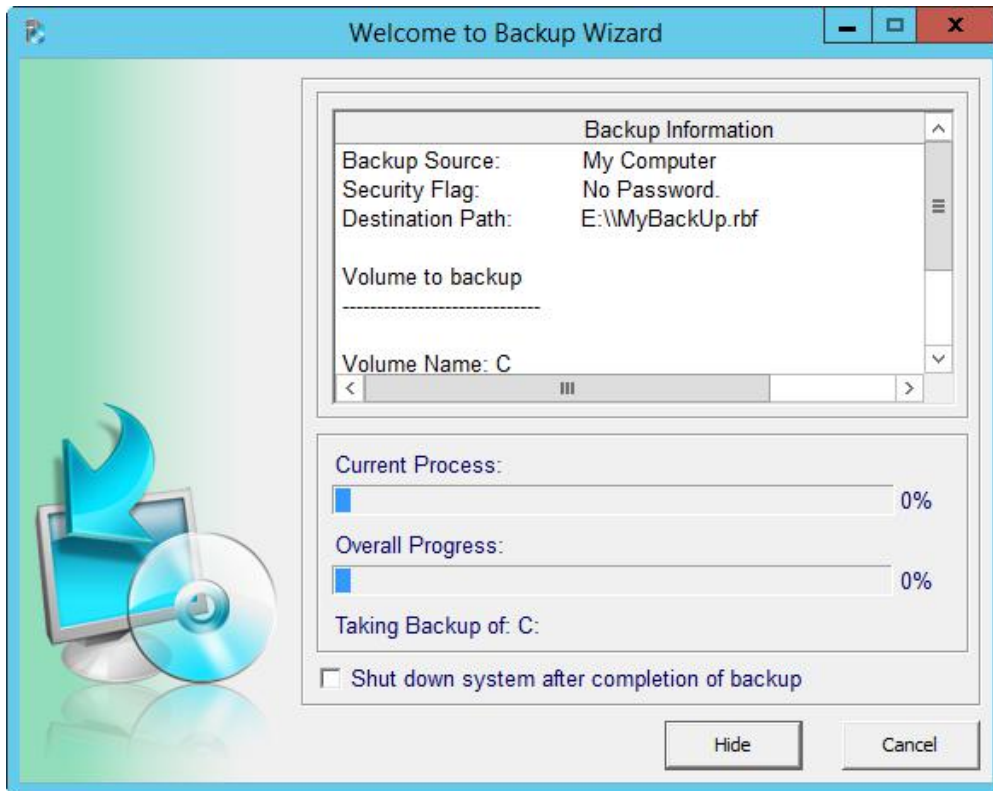 Welcome to Backup Wizard
Backup Information
Backup Source: My Computer
Security Flag: No Password.
Destination Path: E:\\MyBackUp.rbf
Volume to backup
----------------------------
Volume Name: C
Current Process:
0%
Overall Progress:
0%
Taking Backup of: C:
Shut down system after completion of backup
Hide Cancel